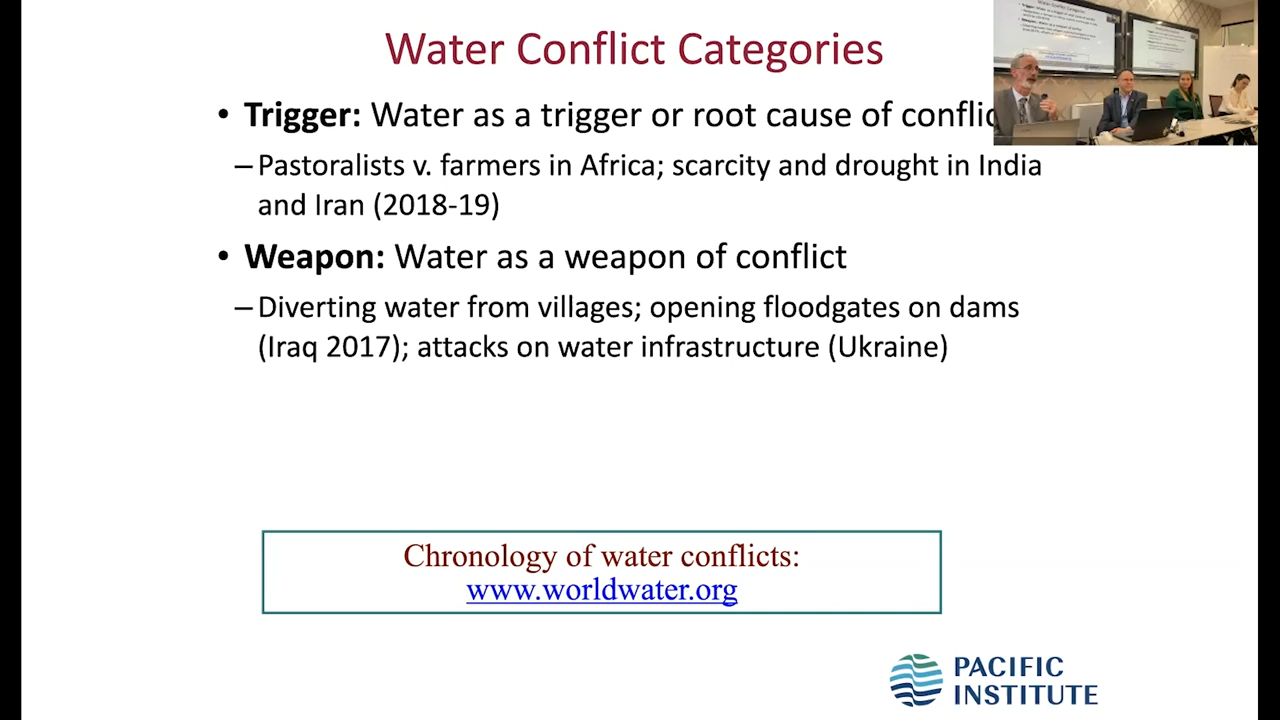 Water Conflict Categories
• Trigger: Water as a trigger or root cause of conflic
– Pastoralists v. farmers in Africa; scarcity and drought in India
and Iran (2018-19)
• Weapon: Water as a weapon of conflict
– Diverting water from villages; opening floodgates on dams
(Iraq 2017); attacks on water infrastructure (Ukraine)
Chronology of water conflicts:
www.worldwater.org
PACIFIC
INSTITUTE